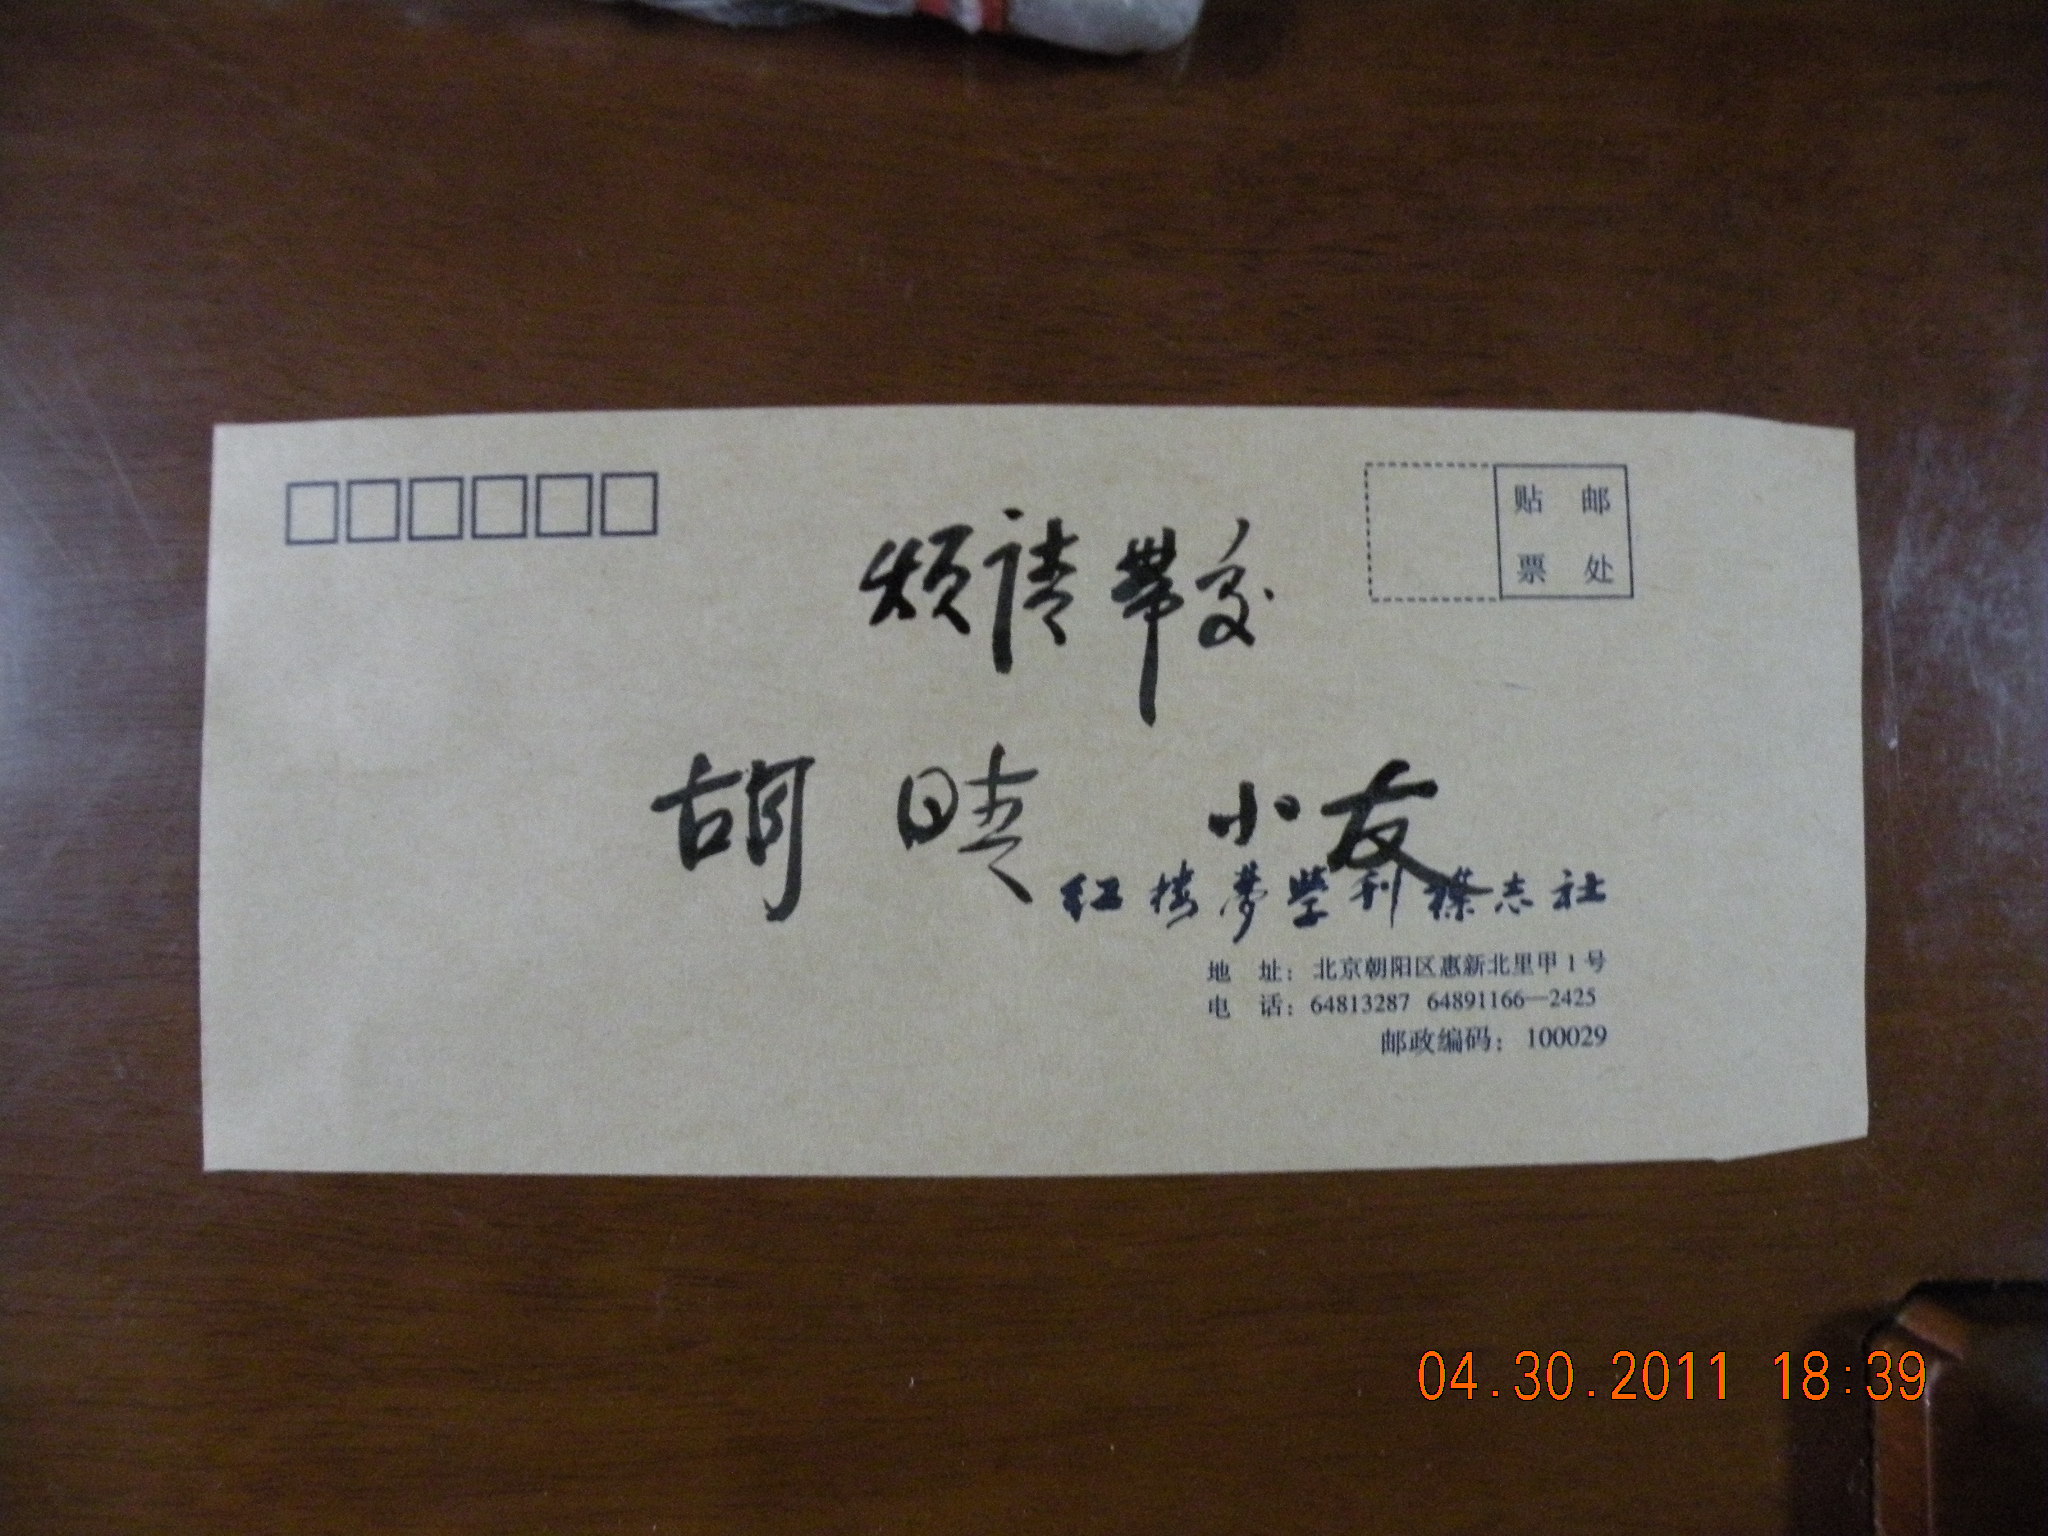 贴 邮
票 处
烦请带交
胡 晴 小友
红楼梦学刊杂志社
地 址： 北京朝阳区惠新北里甲1号
电 话： 64813287 64891166—2425
邮政编码： 100029
04.30.2011 18:39